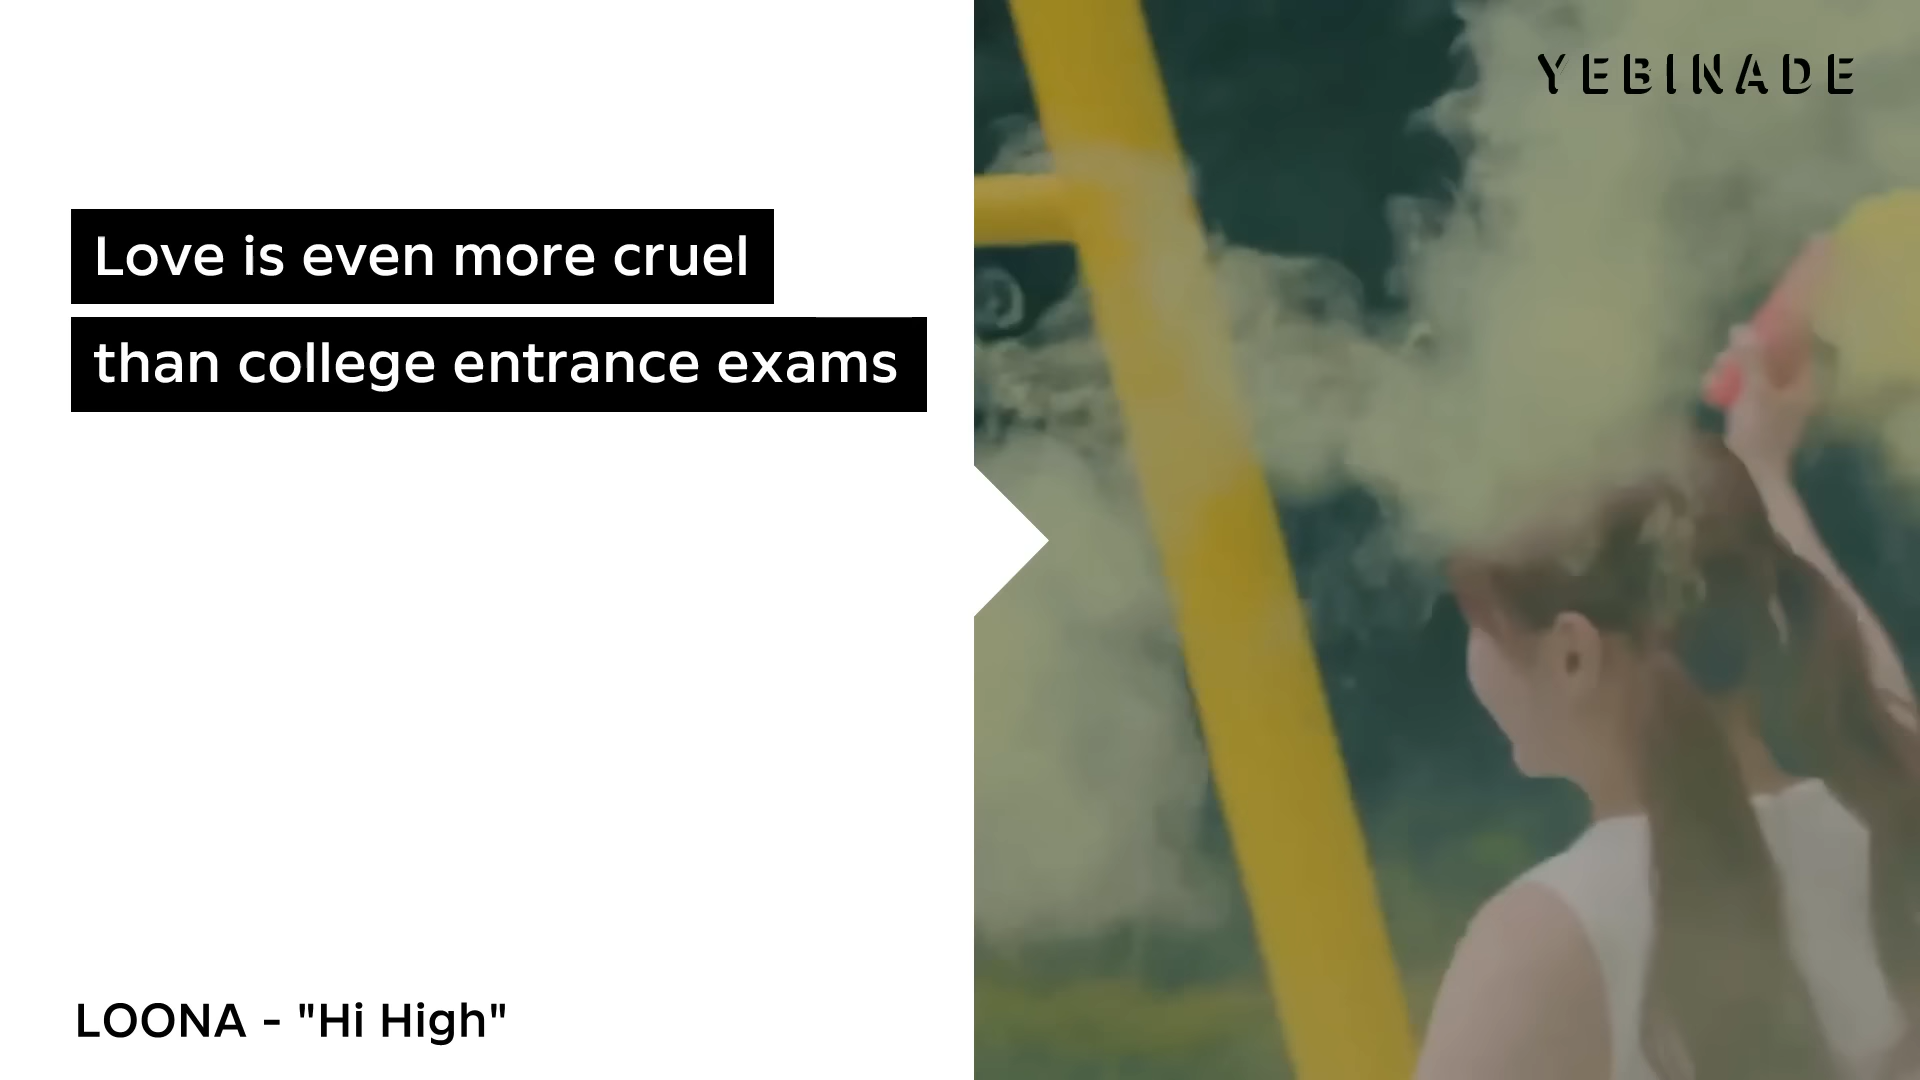 YEBINADE
Love is even more cruel
than college entrance exams
LOONA - "Hi High"